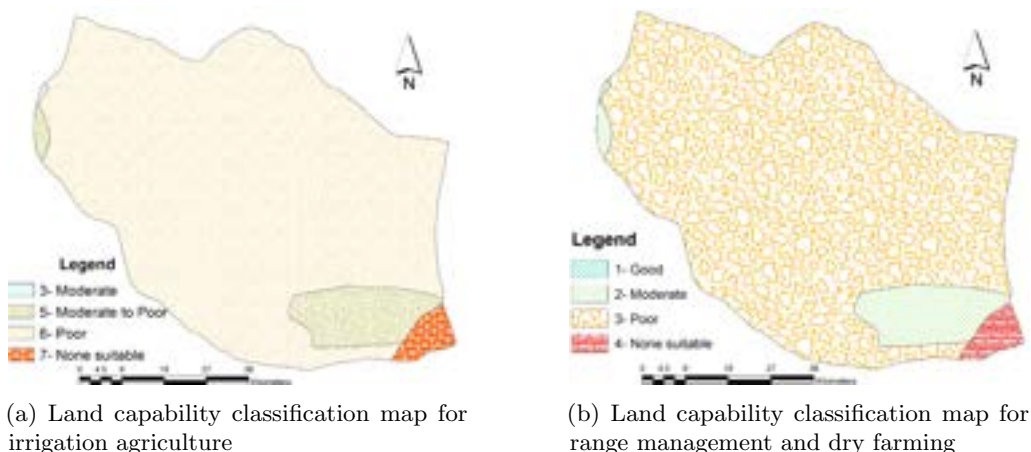 N
Legend
3- Moderate
5- Moderate to Poor
6- Poor
7- None suitable
(a) Land capability classification map for
irrigation agriculture
N
Legend
1- Good
2- Moderate
3- Poor
4- None suitable
(b) Land capability classification map for
range management and dry farming